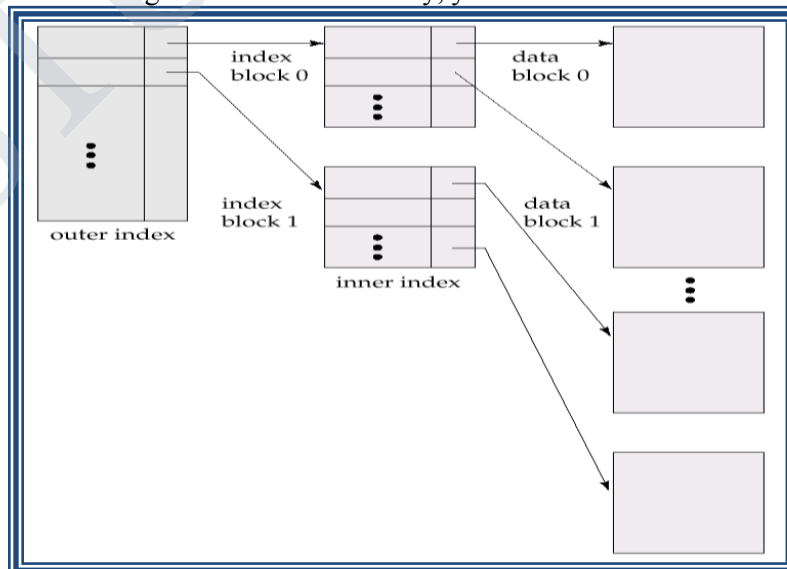 index
block 0
data
block 0
outer index
index
block 1
data
block 1
inner index